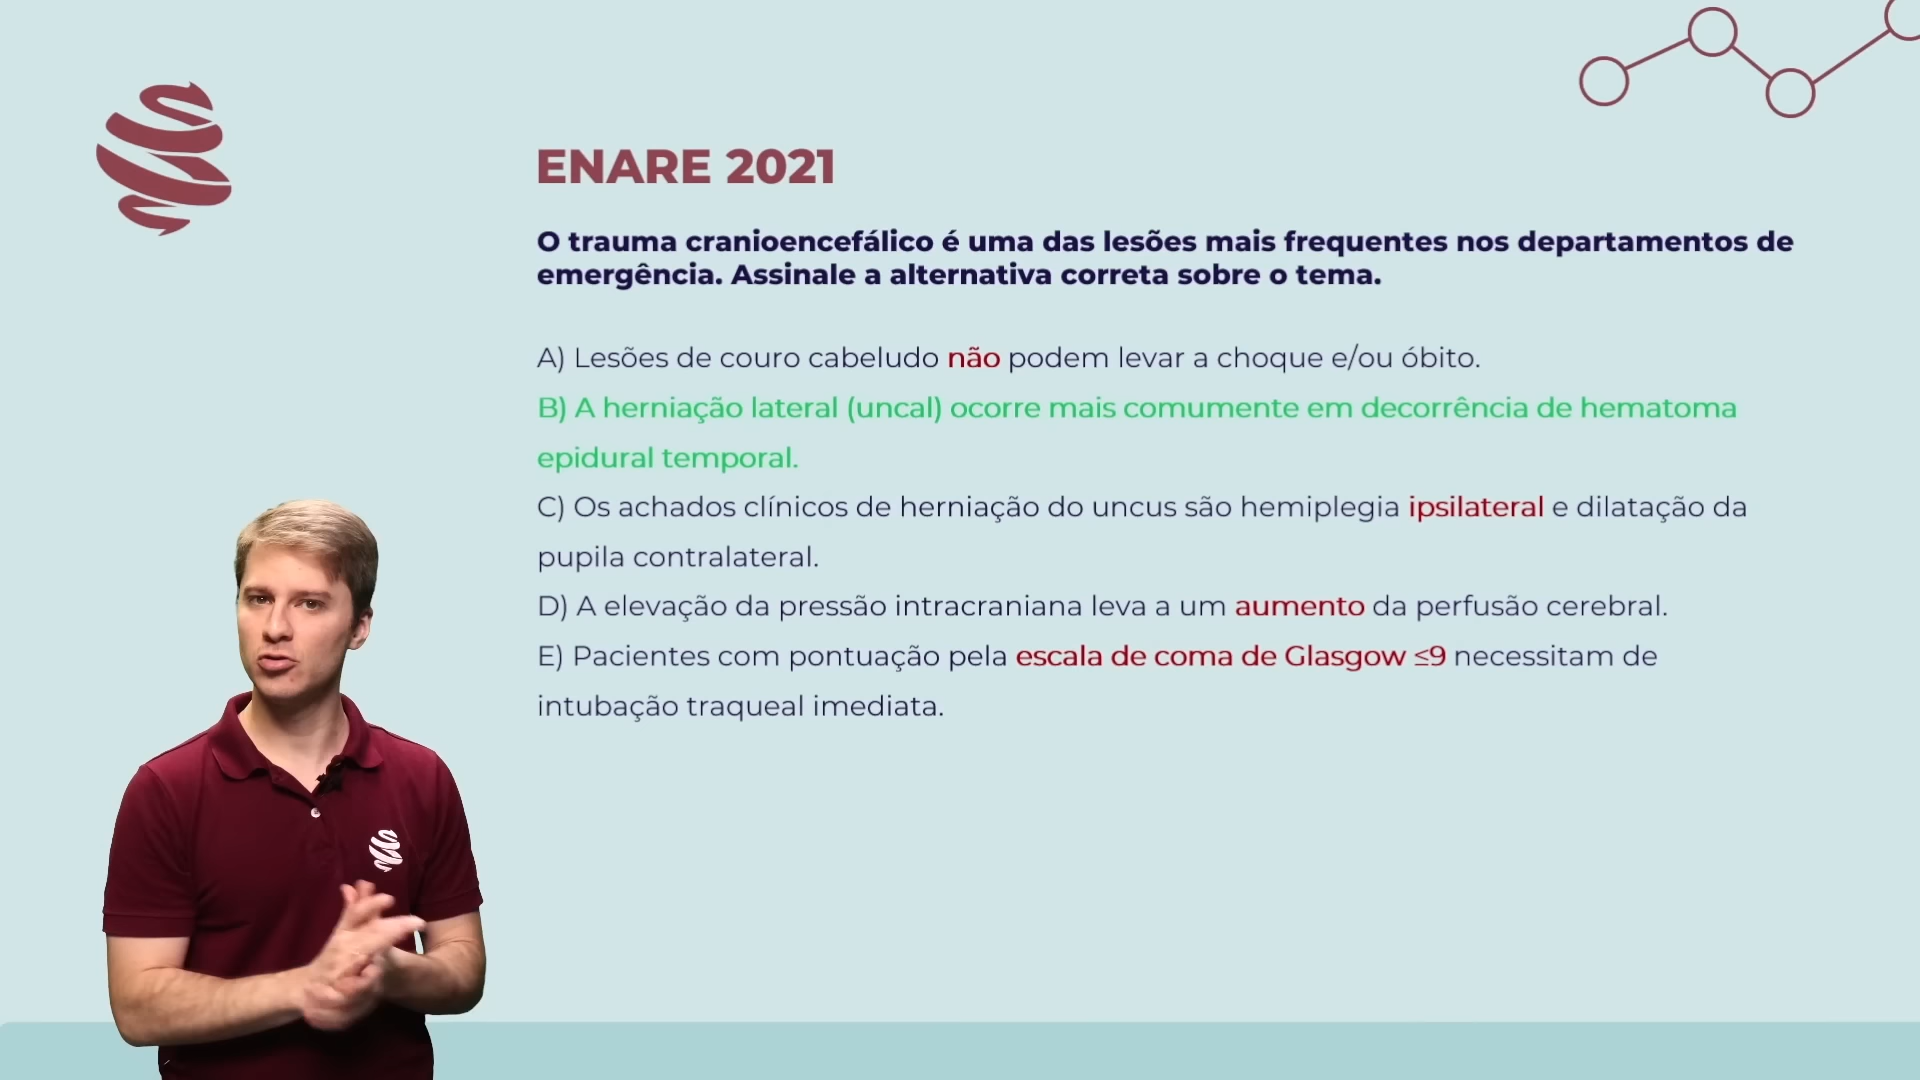 ENARE 2021
O trauma cranioencefálico é uma das lesões mais frequentes nos departamentos de
emergência. Assinale a alternativa correta sobre o tema.
A) Lesões de couro cabeludo não podem levar a choque e/ou óbito.
B) A herniação lateral (uncal) ocorre mais comumente em decorrência de hematoma
epidural temporal.
C) Os achados clínicos de herniação do uncus são hemiplegia ipsilateral e dilatação da
pupila contralateral.
D) A elevação da pressão intracraniana leva a um aumento da perfusão cerebral.
E) Pacientes com pontuação pela escala de coma de Glasgow ≤9 necessitam de
intubação traqueal imediata.